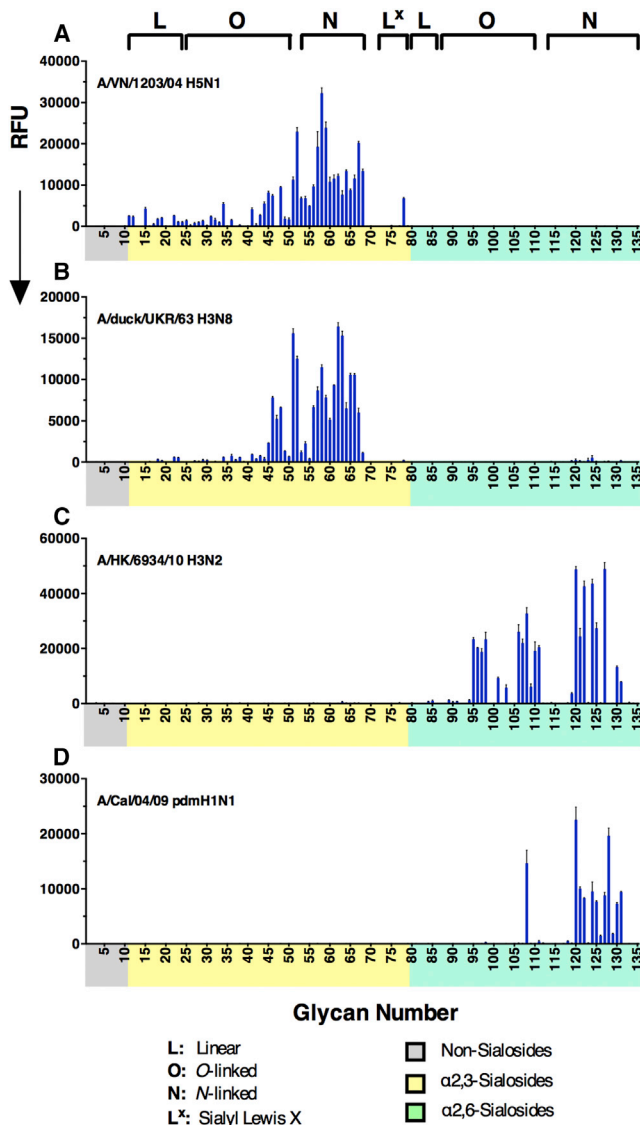 L O N Lˣ L O N
A
A/VN/1203/04 H5N1
RFU
40000
30000
20000
10000
0
5 10 15 20 25 30 35 40 45 50 55 60 65 70 75 80 85 90 95 100 105 110 115 120 125 130 135
B
A/duck/UKR/63 H3N8
20000
15000
10000
5000
0
5 10 15 20 25 30 35 40 45 50 55 60 65 70 75 80 85 90 95 100 105 110 115 120 125 130 135
C
A/HK/6934/10 H3N2
60000
40000
20000
0
5 10 15 20 25 30 35 40 45 50 55 60 65 70 75 80 85 90 95 100 105 110 115 120 125 130 135
D
A/Cal/04/09 pdmH1N1
30000
20000
10000
0
5 10 15 20 25 30 35 40 45 50 55 60 65 70 75 80 85 90 95 100 105 110 115 120 125 130 135
Glycan Number
L: Linear
O: O-linked
N: N-linked
Lˣ: Sialyl Lewis X
Non-Sialosides
α2,3-Sialosides
α2,6-Sialosides